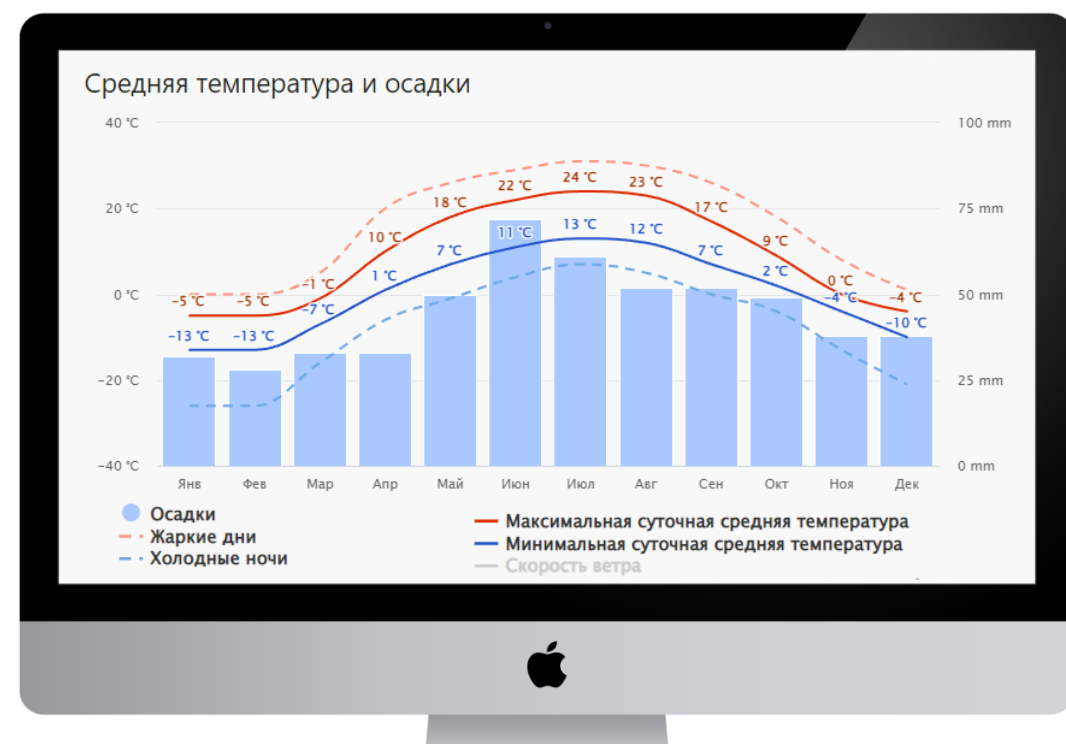 Средняя температура и осадки
40 °C
100 mm
20 °C
75 mm
0 °C
50 mm
−20 °C
25 mm
−40 °C
0 mm
−5 °C
−5 °C
−1 °C
10 °C
18 °C
22 °C
24 °C
23 °C
17 °C
9 °C
0 °C
−4 °C
−13 °C
−13 °C
−7 °C
1 °C
7 °C
11 °C
13 °C
12 °C
7 °C
2 °C
−4 °C
−10 °C
Янв Фев Мар Апр Май Июн Июл Авг Сен Окт Ноя Дек
Осадки
Жаркие дни
Холодные ночи
Максимальная суточная средняя температура
Минимальная суточная средняя температура
Скорость ветра